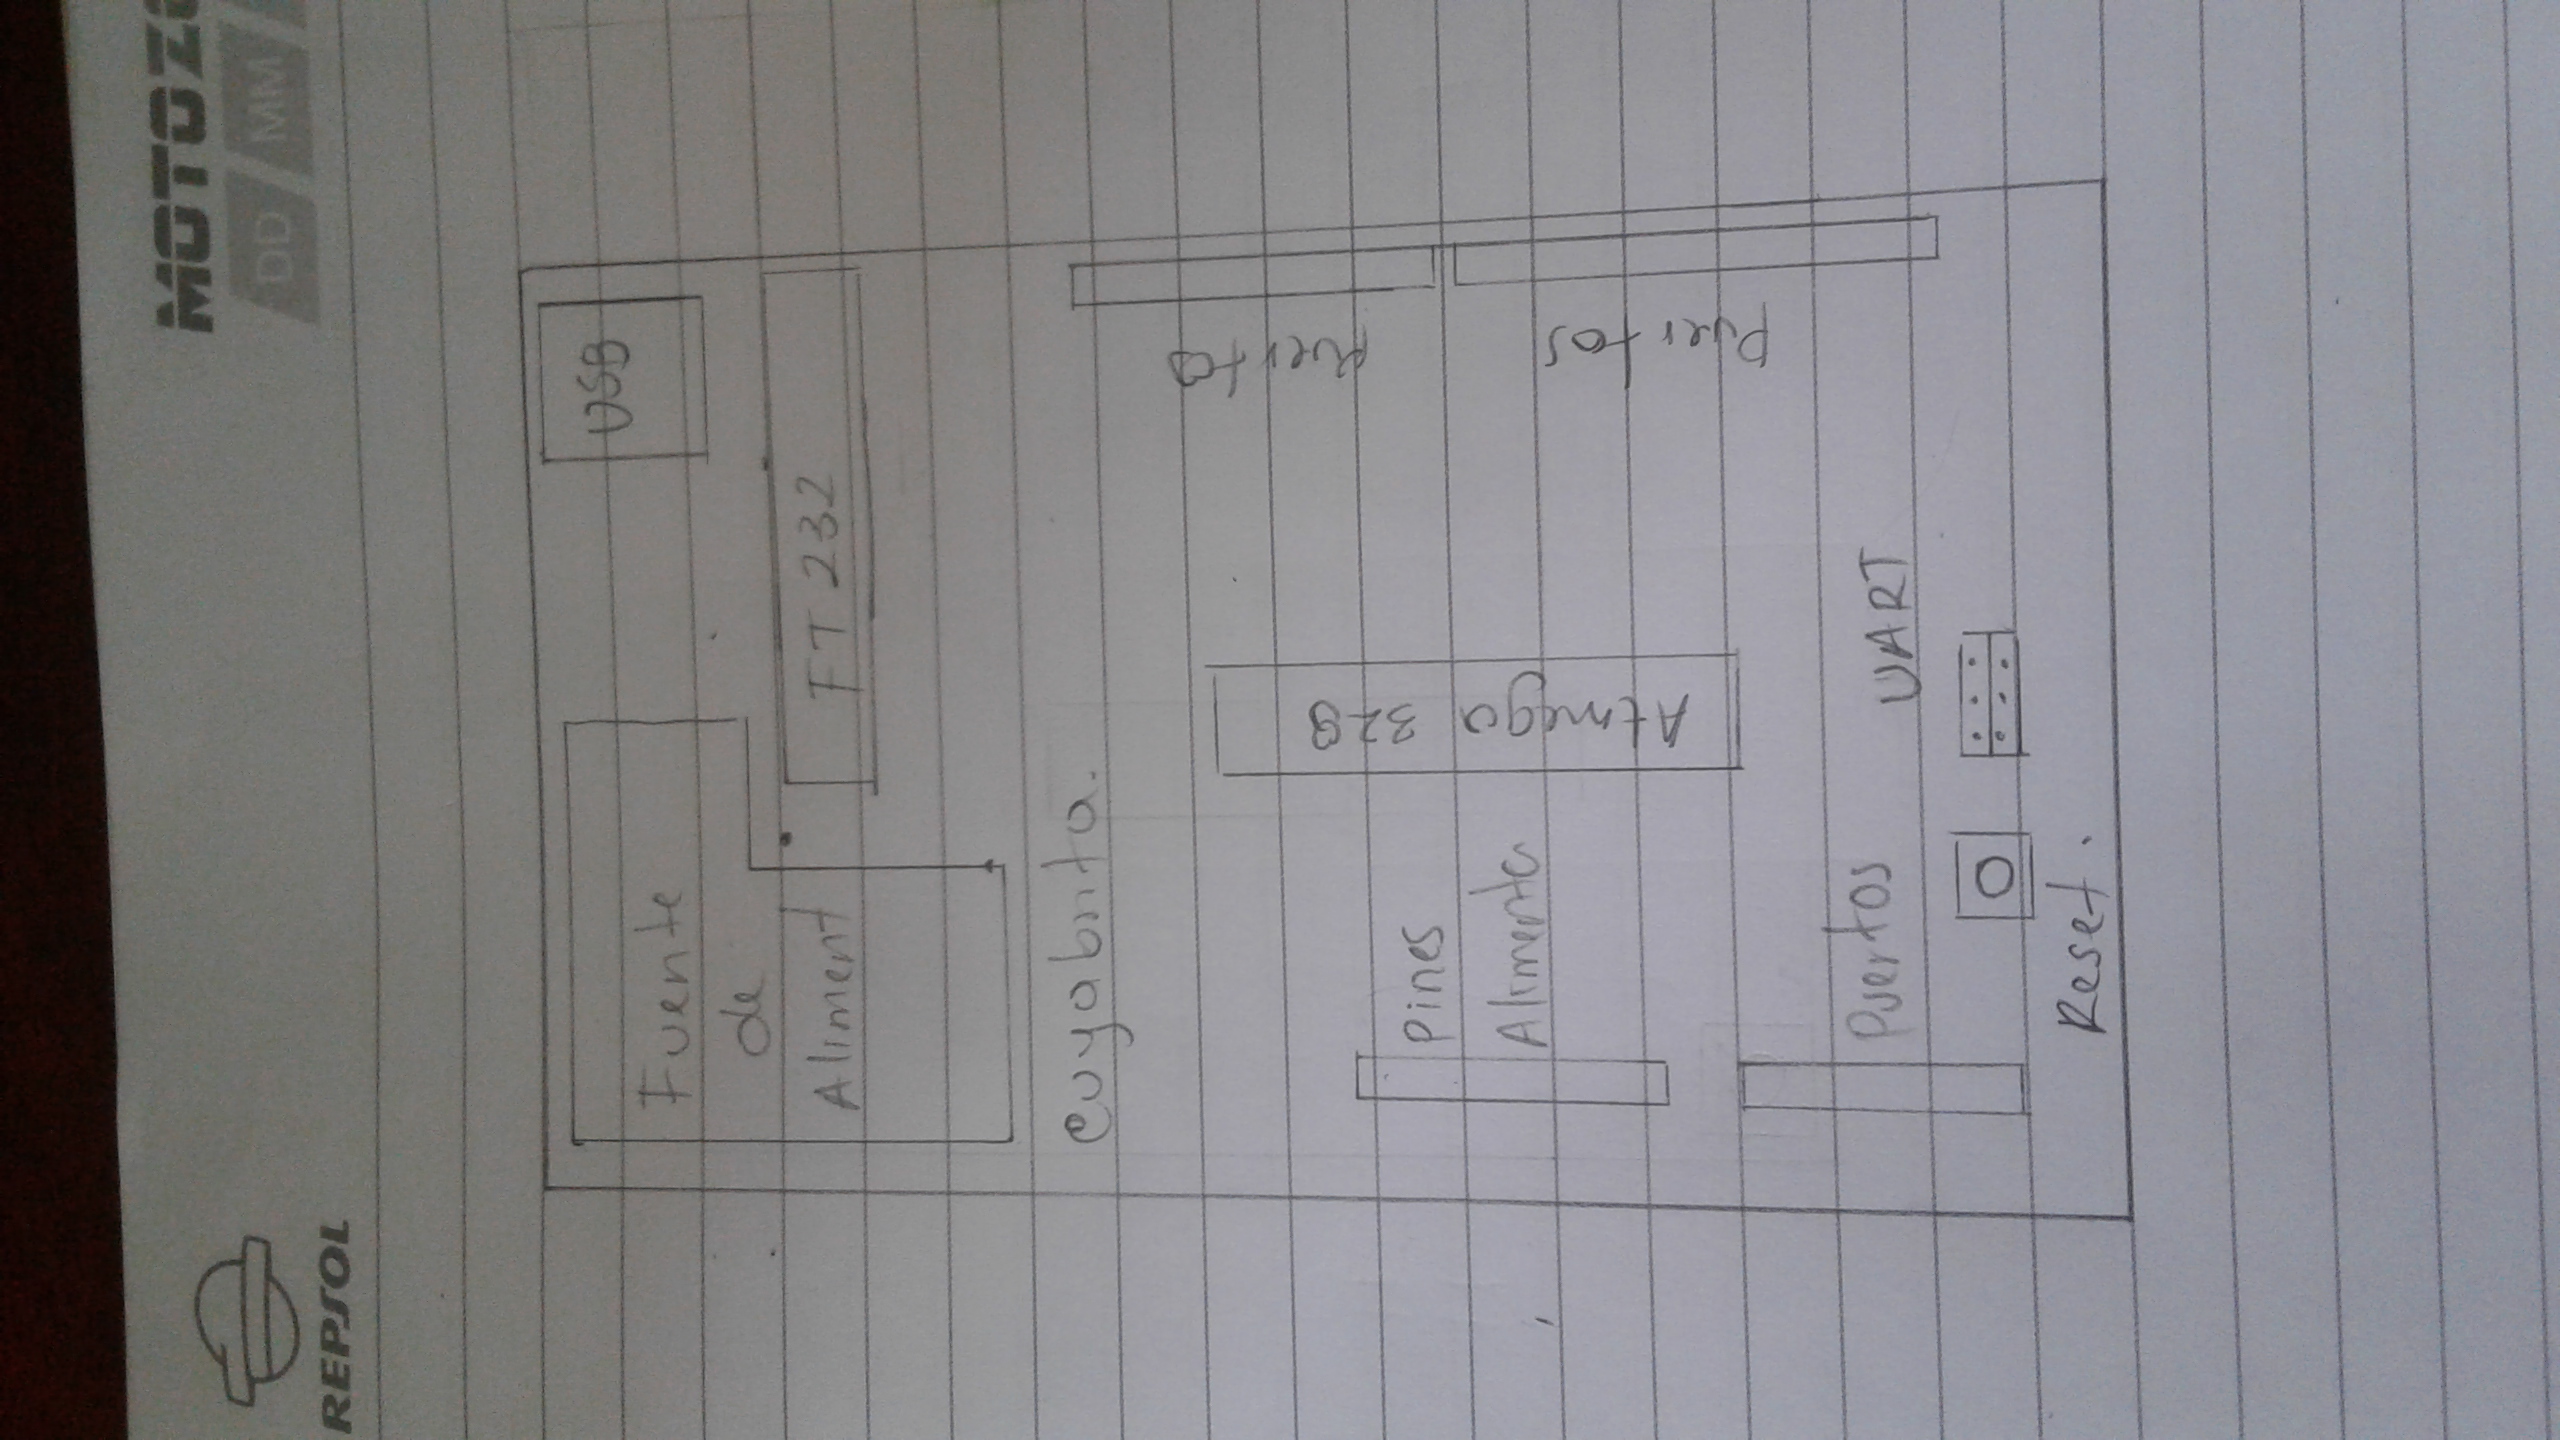 REPSOL
MOTOZ
DD MM
USB
Fuente
de
Aliment
FT 232
Cuyabnta.
Puertos
Atmega 328
Pines
Alimenta
Puertos
Puertos
UART
Reset.